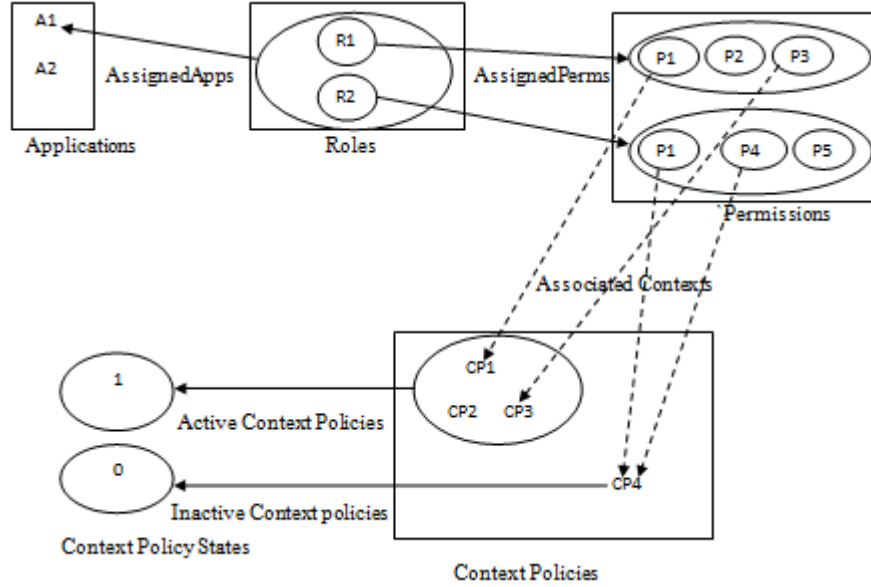 A1
A2
AssignedApps
Applications
R1
R2
Roles
AssignedPerms
P1 P2 P3
P1 P4 P5
`Permissions
Associated Contexts
1
Active Context Policies
0
Inactive Context policies
Context Policy States
CP1
CP2 CP3
CP4
Context Policies